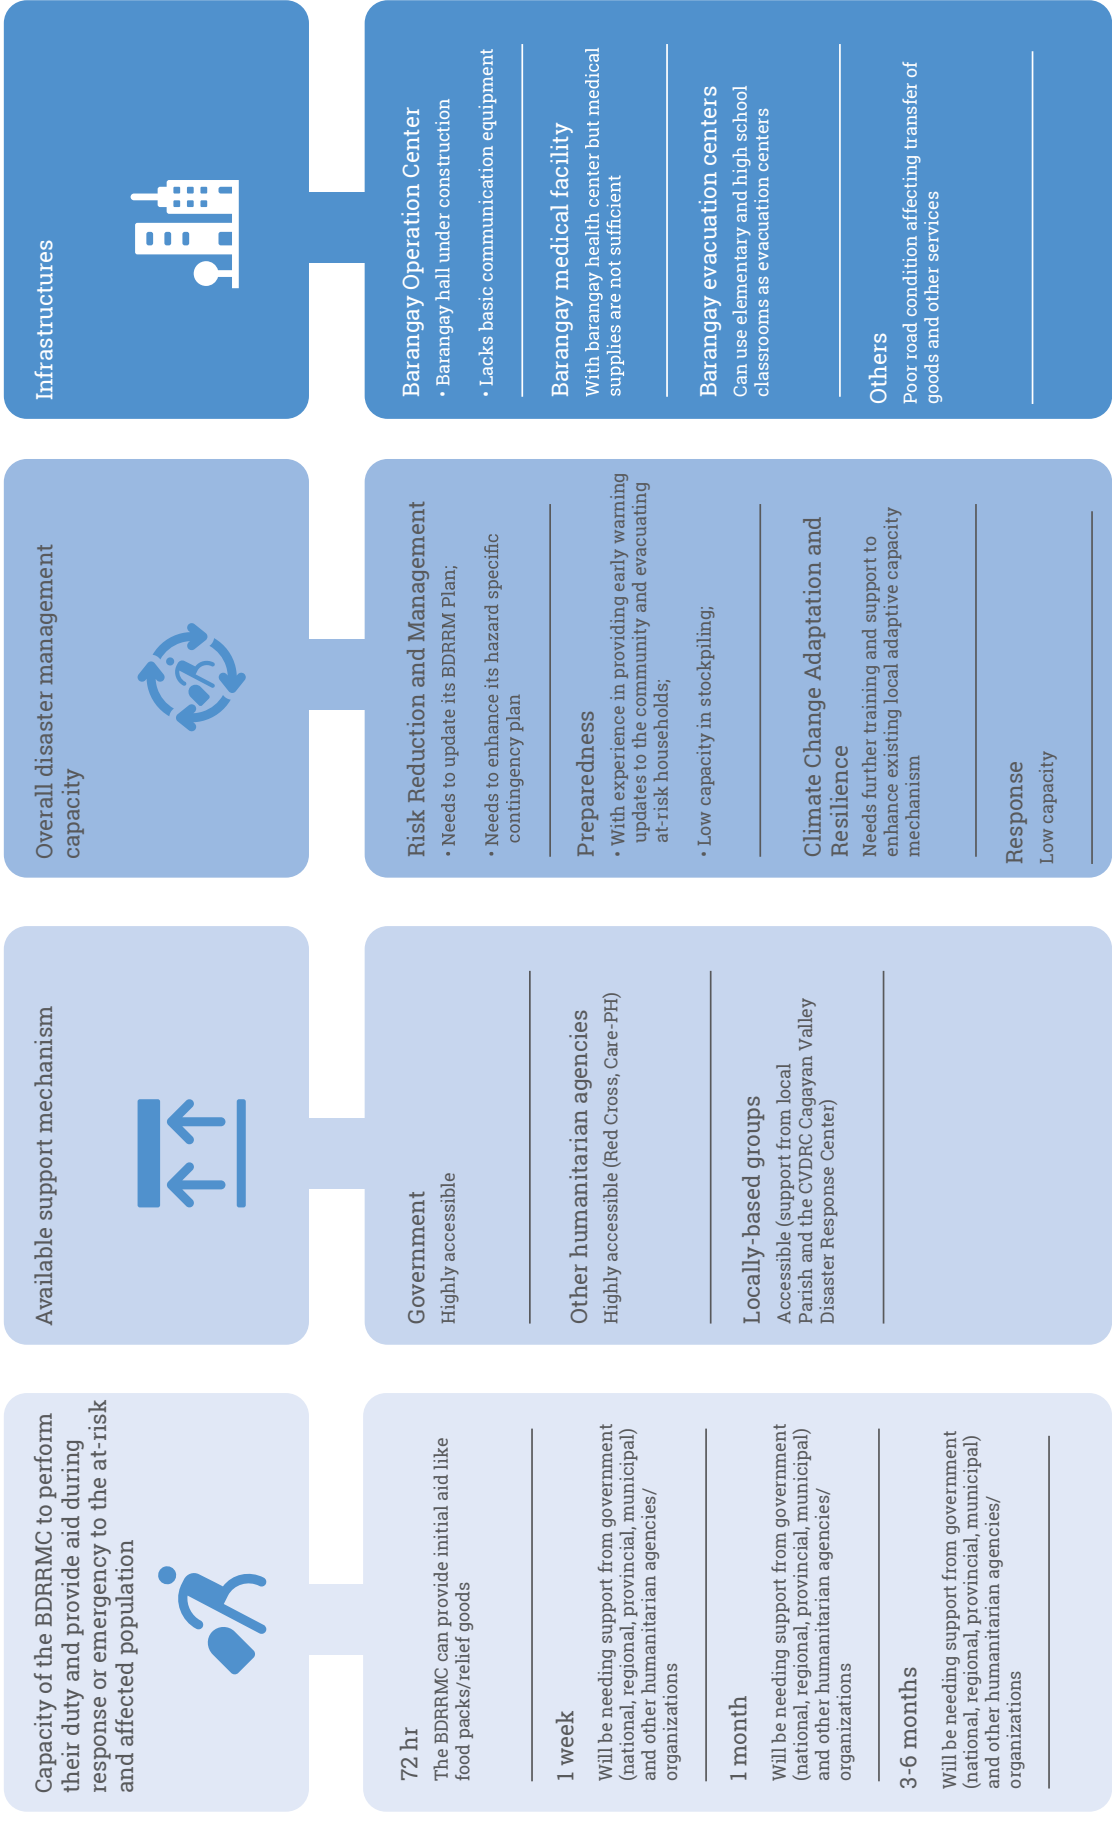 Capacity of the BDRRMC to perform
their duty and provide aid during
response or emergency to the at-risk
and affected population
72 hr
The BDRRMC can provide initial aid like
food packs/relief goods
1 week
Will be needing support from government
(national, regional, provincial, municipal)
and other humanitarian agencies/
organizations
1 month
Will be needing support from government
(national, regional, provincial, municipal)
and other humanitarian agencies/
organizations
3-6 months
Will be needing support from government
(national, regional, provincial, municipal)
and other humanitarian agencies/
organizations
Available support mechanism
Government
Highly accessible
Other humanitarian agencies
Highly accessible (Red Cross, Care-PH)
Locally-based groups
Accessible (support from local
Parish and the CVDRC Cagayan Valley
Disaster Response Center)
Overall disaster management
capacity
Risk Reduction and Management
• Needs to update its BDRRM Plan;
• Needs to enhance its hazard specific
contingency plan
Preparedness
• With experience in providing early warning
updates to the community and evacuating
at-risk households;
• Low capacity in stockpiling;
Climate Change Adaptation and
Resilience
Needs further training and support to
enhance existing local adaptive capacity
mechanism
Response
Low capacity
Infrastructures
Barangay Operation Center
• Barangay hall under construction
• Lacks basic communication equipment
Barangay medical facility
With barangay health center but medical
supplies are not sufficient
Barangay evacuation centers
Can use elementary and high school
classrooms as evacuation centers
Others
Poor road condition affecting transfer of
goods and other services